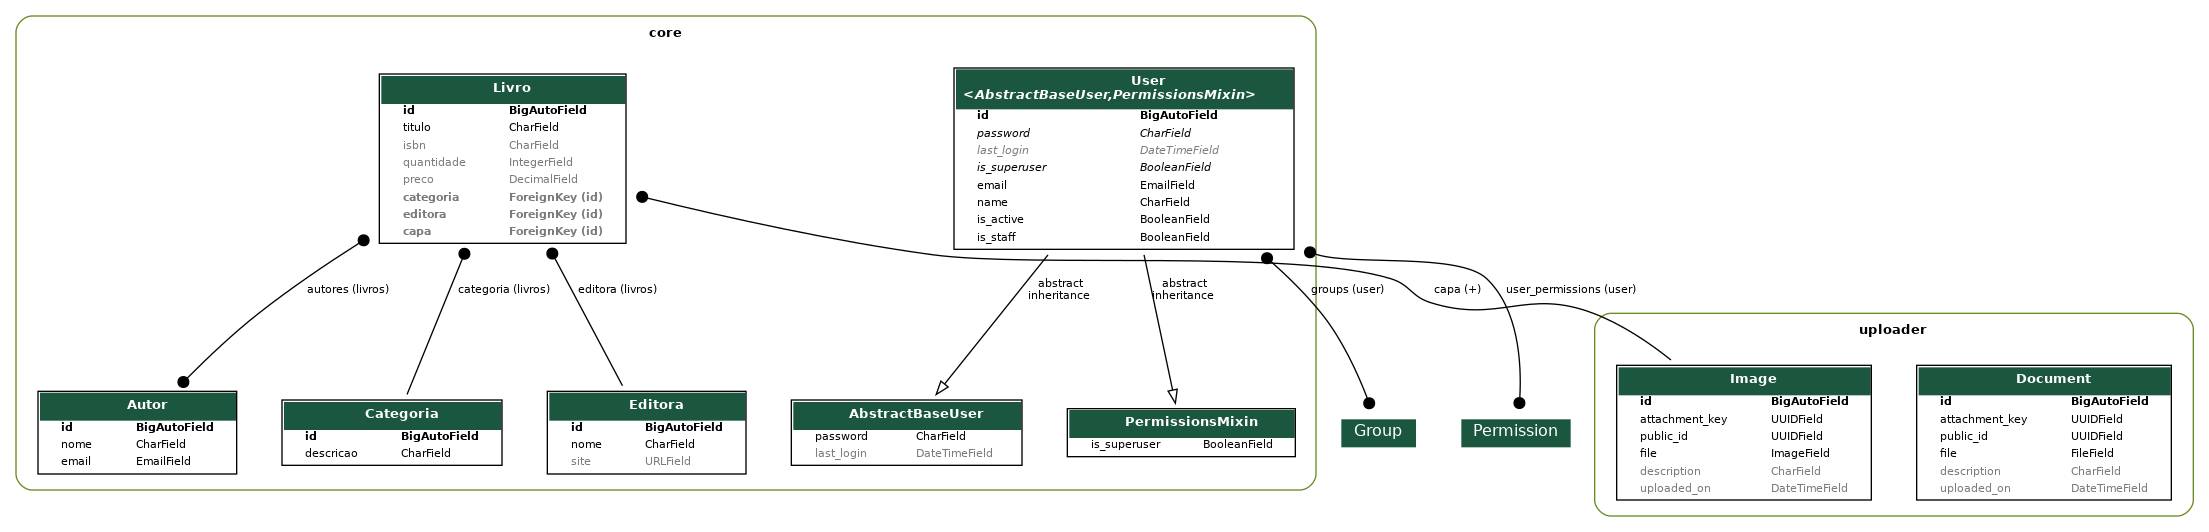 core
Livro
id BigAutoField
titulo CharField
isbn CharField
quantidade IntegerField
preco DecimalField
categoria ForeignKey (id)
editora ForeignKey (id)
capa ForeignKey (id)
User
<AbstractBaseUser,PermissionsMixin>
id BigAutoField
password CharField
last_login DateTimeField
is_superuser BooleanField
email EmailField
name CharField
is_active BooleanField
is_staff BooleanField
autores (livros)
categoria (livros)
editora (livros)
abstract
inheritance
abstract
inheritance
groups (user)
capa (+)
user_permissions (user)
Autor
id BigAutoField
nome CharField
email EmailField
Categoria
id BigAutoField
descricao CharField
Editora
id BigAutoField
nome CharField
site URLField
AbstractBaseUser
password CharField
last_login DateTimeField
PermissionsMixin
is_superuser BooleanField
Group
Permission
uploader
Image
id BigAutoField
attachment_key UUIDField
public_id UUIDField
file ImageField
description CharField
uploaded_on DateTimeField
Document
id BigAutoField
attachment_key UUIDField
public_id UUIDField
file FileField
description CharField
uploaded_on DateTimeField